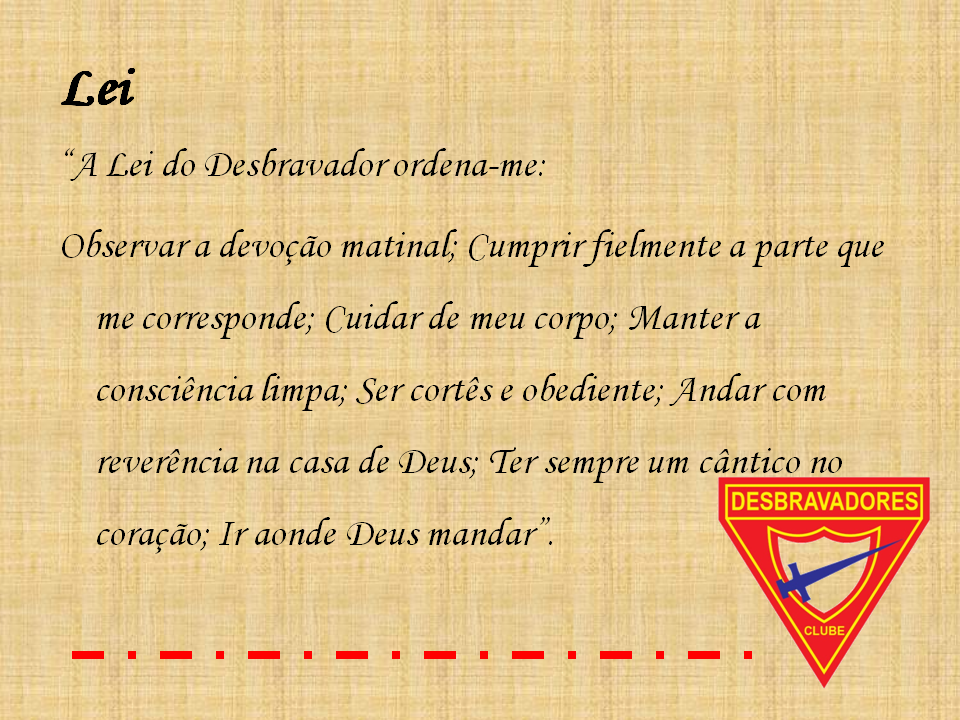 Lei
“A Lei do Desbravador ordena-me:
Observar a devoção matinal; Cumprir fielmente a parte que
me corresponde; Cuidar de meu corpo; Manter a
consciência limpa; Ser cortês e obediente; Andar com
reverência na casa de Deus; Ter sempre um cântico no
coração; Ir aonde Deus mandar”.
DESBRAVADORES
CLUBE